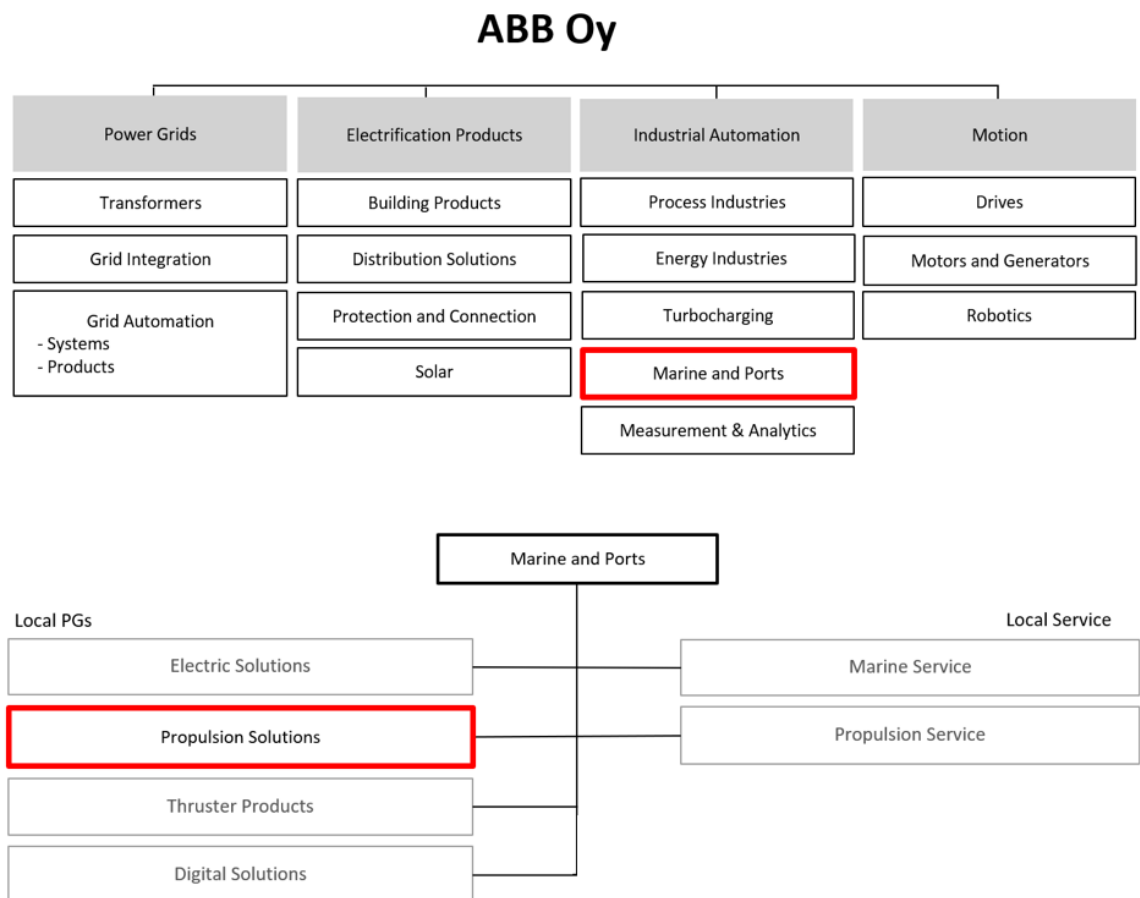 ABB Oy
Power Grids
Electrification Products
Industrial Automation
Motion
Transformers
Building Products
Process Industries
Drives
Grid Integration
Distribution Solutions
Energy Industries
Motors and Generators
Grid Automation
- Systems
- Products
Protection and Connection
Turbocharging
Robotics
Solar
Marine and Ports
Measurement & Analytics
Marine and Ports
Local PGs
Local Service
Electric Solutions
Marine Service
Propulsion Solutions
Propulsion Service
Thruster Products
Digital Solutions